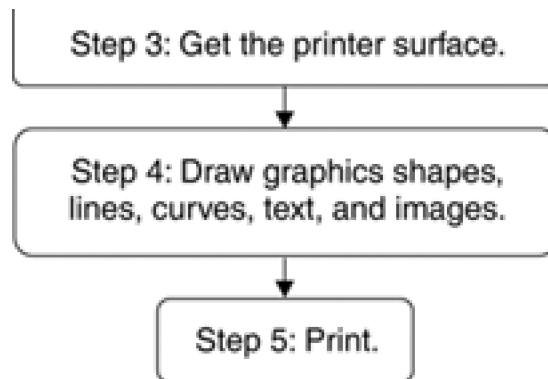 Step 3: Get the printer surface.
Step 4: Draw graphics shapes,
lines, curves, text, and images.
Step 5: Print.